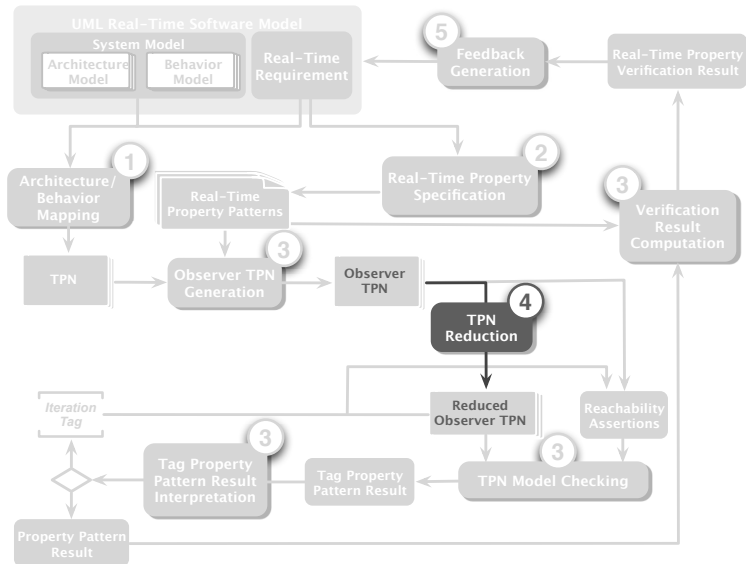 UML Real-Time Software Model
System Model
Architecture
Model
Behavior
Model
Real-Time
Requirement
5
Feedback
Generation
Real-Time Property
Verification Result
1
Architecture/
Behavior
Mapping
2
Real-Time Property
Specification
Real-Time
Property Patterns
3
Verification
Result
Computation
TPN
3
Observer TPN
Generation
Observer
TPN
4
TPN
Reduction
Iteration
Tag
Reduced
Observer TPN
Reachability
Assertions
3
Tag Property
Pattern Result
Interpretation
Tag Property
Pattern Result
3
TPN Model Checking
Property Pattern
Result